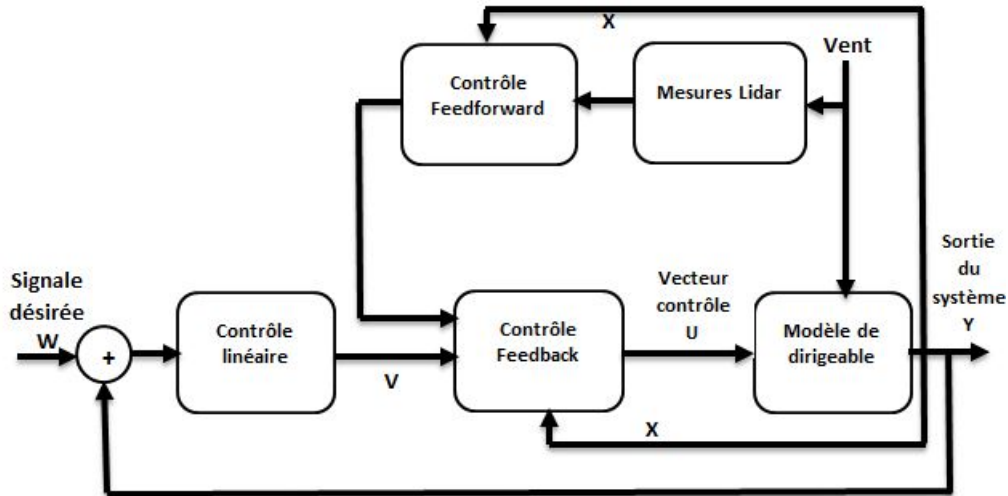 X
Vent
Contrôle
Feedforward
Mesures Lidar
Signale
désirée
W
+
Contrôle
linéaire
V
Contrôle
Feedback
Vecteur
contrôle
U
Modèle de
dirigeable
Sortie
du
système
Y
X